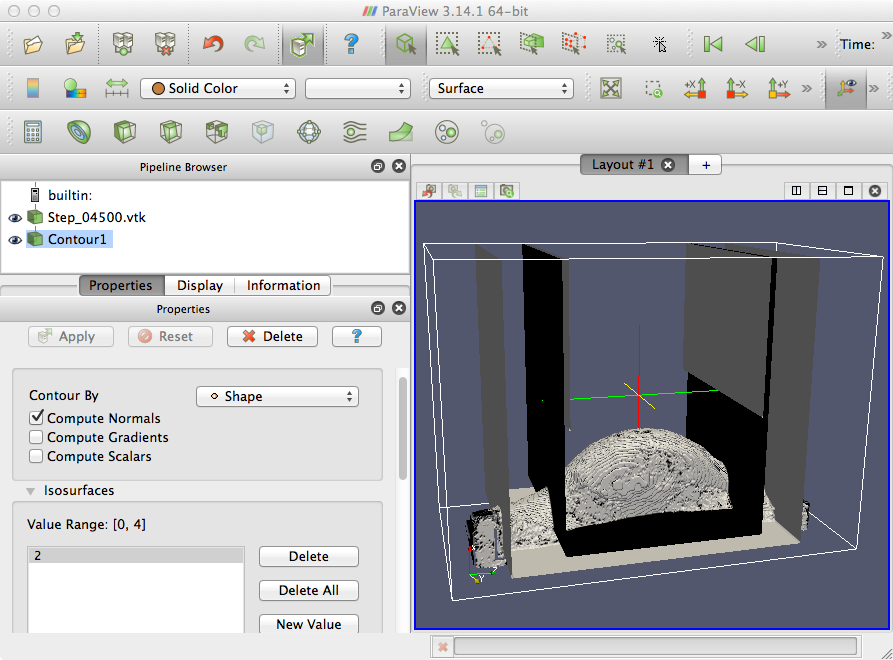 ParaView 3.14.1 64-bit
?
Time:
Solid Color
Surface
+X
-X
+Y
Pipeline Browser
Layout #1
+
builtin:
Step_04500.vtk
Contour1
Properties
Display
Information
Properties
Apply
Reset
Delete
?
Contour By
Shape
Compute Normals
Compute Gradients
Compute Scalars
Isosurfaces
Value Range: [0, 4]
2
Delete
Delete All
New Value
Z
Y